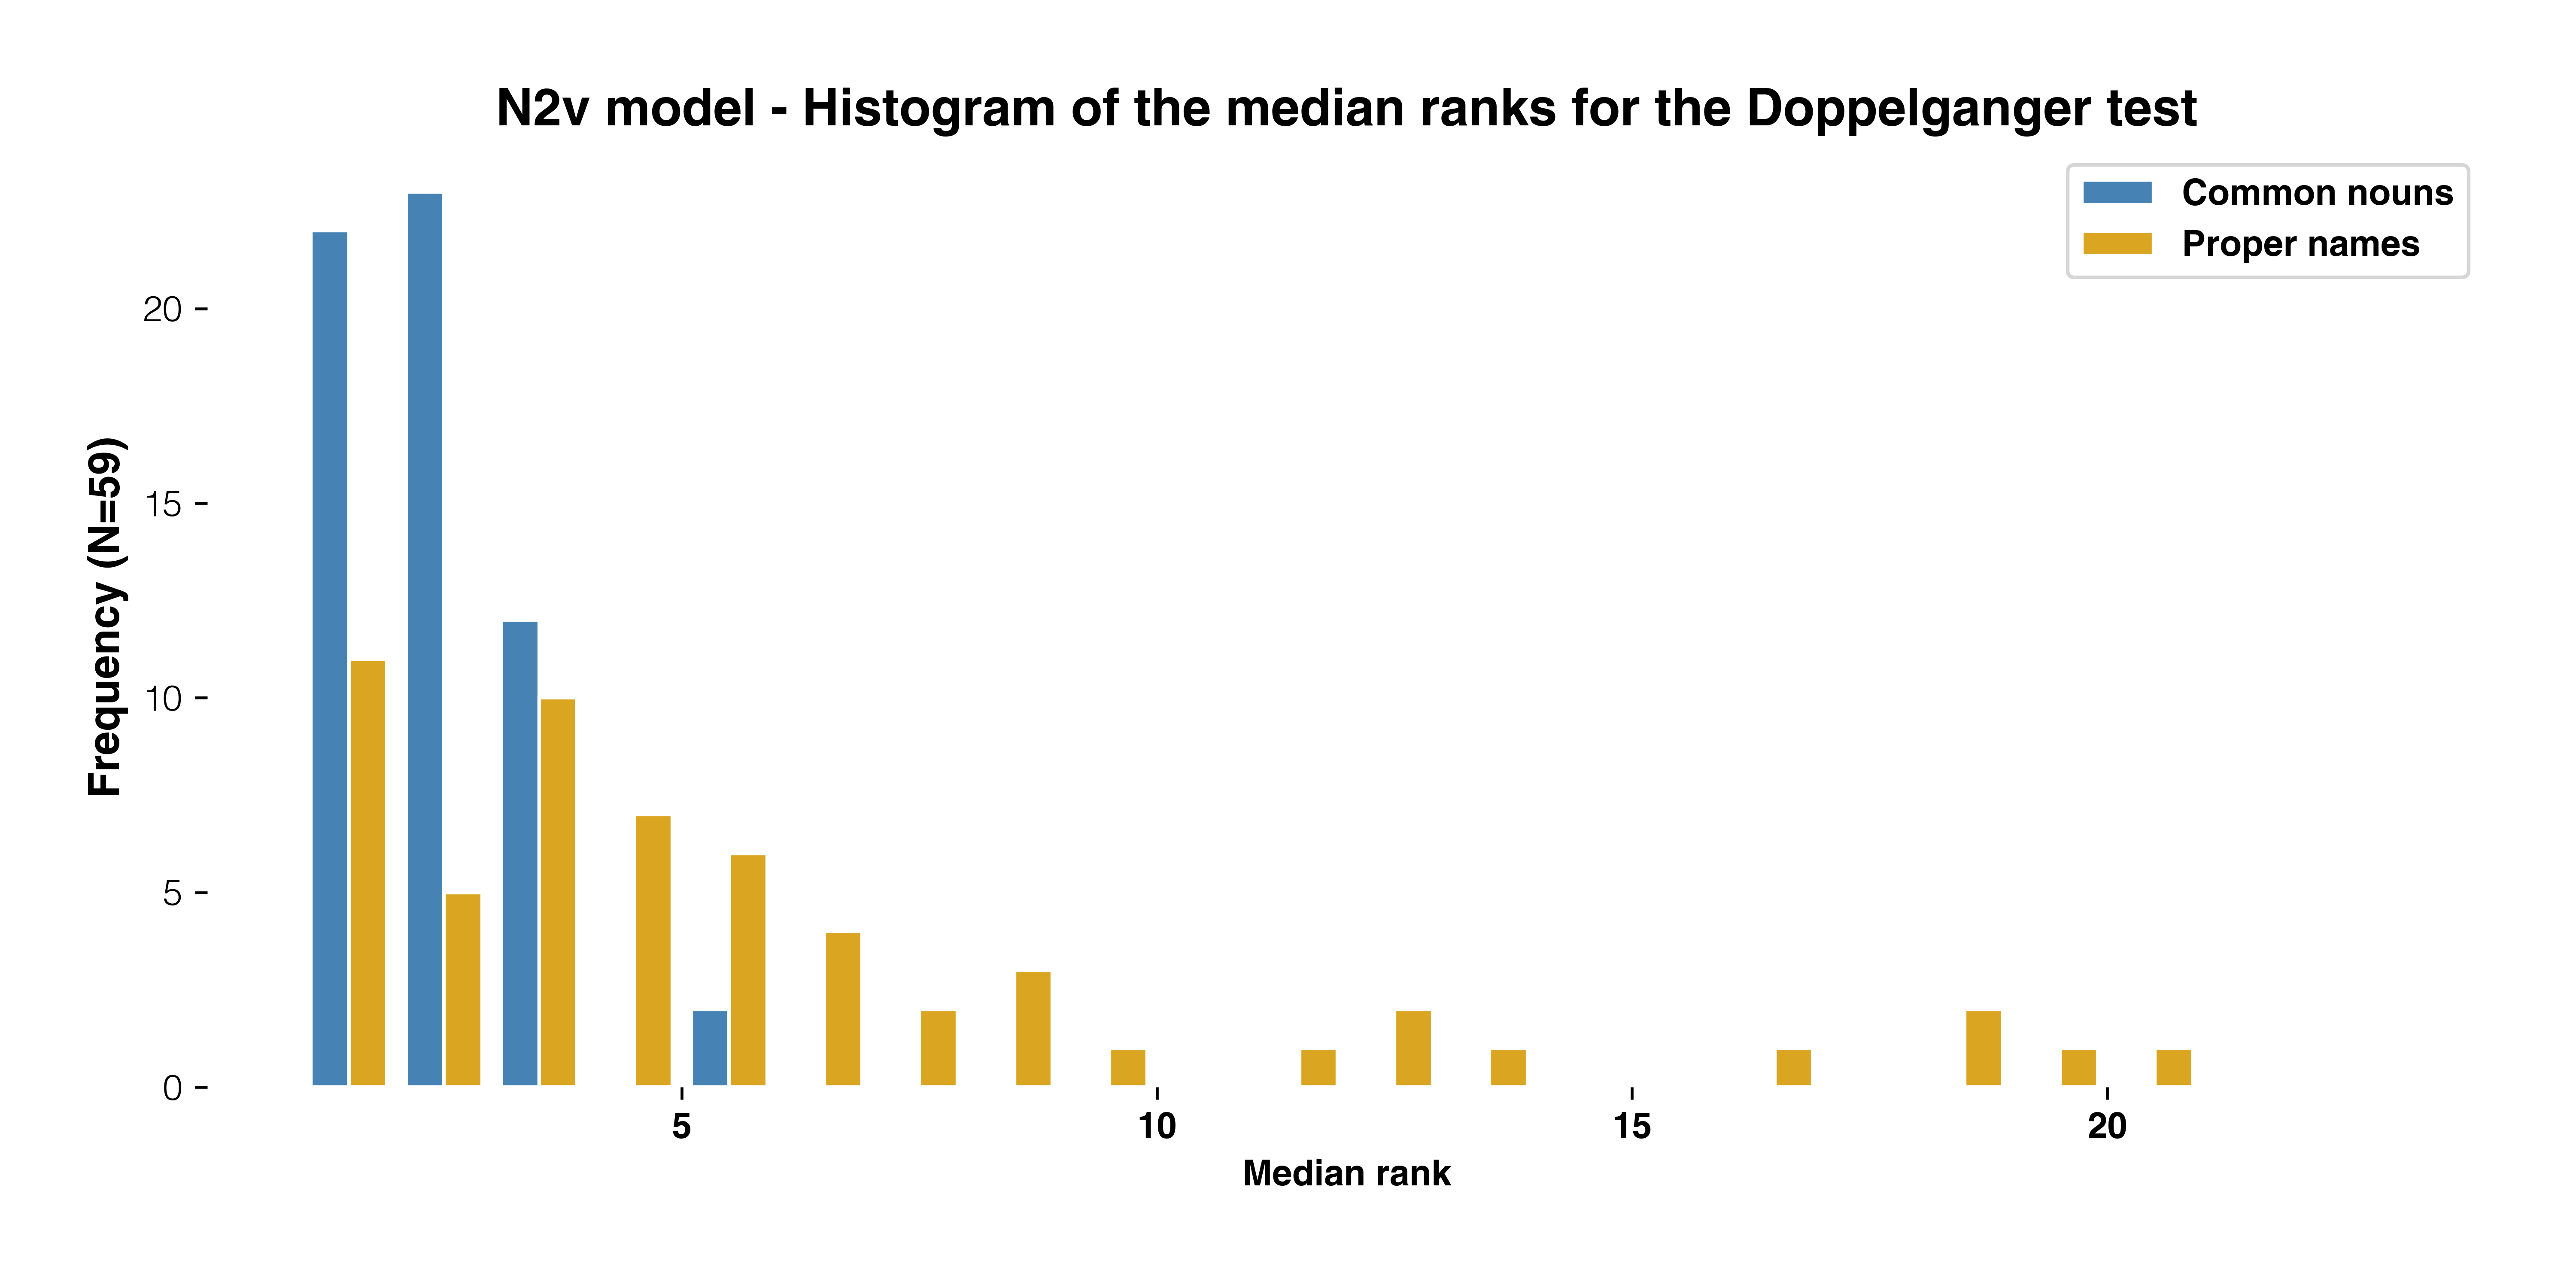 N2v model - Histogram of the median ranks for the Doppelganger test
Common nouns
Proper names
Frequency (N=59)
20
15
10
5
0
5
10
15
20
Median rank